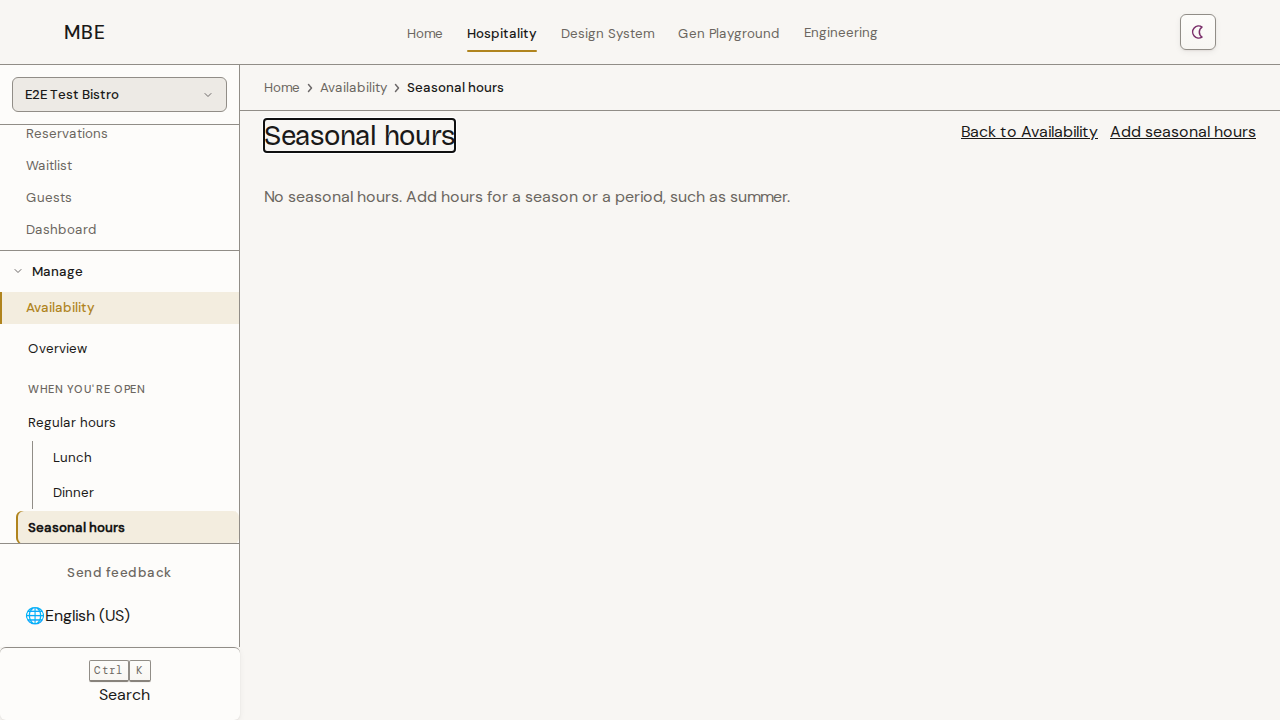 MBE
Home Hospitality Design System Gen Playground Engineering
E2E Test Bistro
Reservations
Waitlist
Guests
Dashboard
Manage
Availability
Overview
WHEN YOU'RE OPEN
Regular hours
Lunch
Dinner
Seasonal hours
Send feedback
English (US)
Ctrl K
Search
Home Availability Seasonal hours
Seasonal hours
Back to Availability Add seasonal hours
No seasonal hours. Add hours for a season or a period, such as summer.